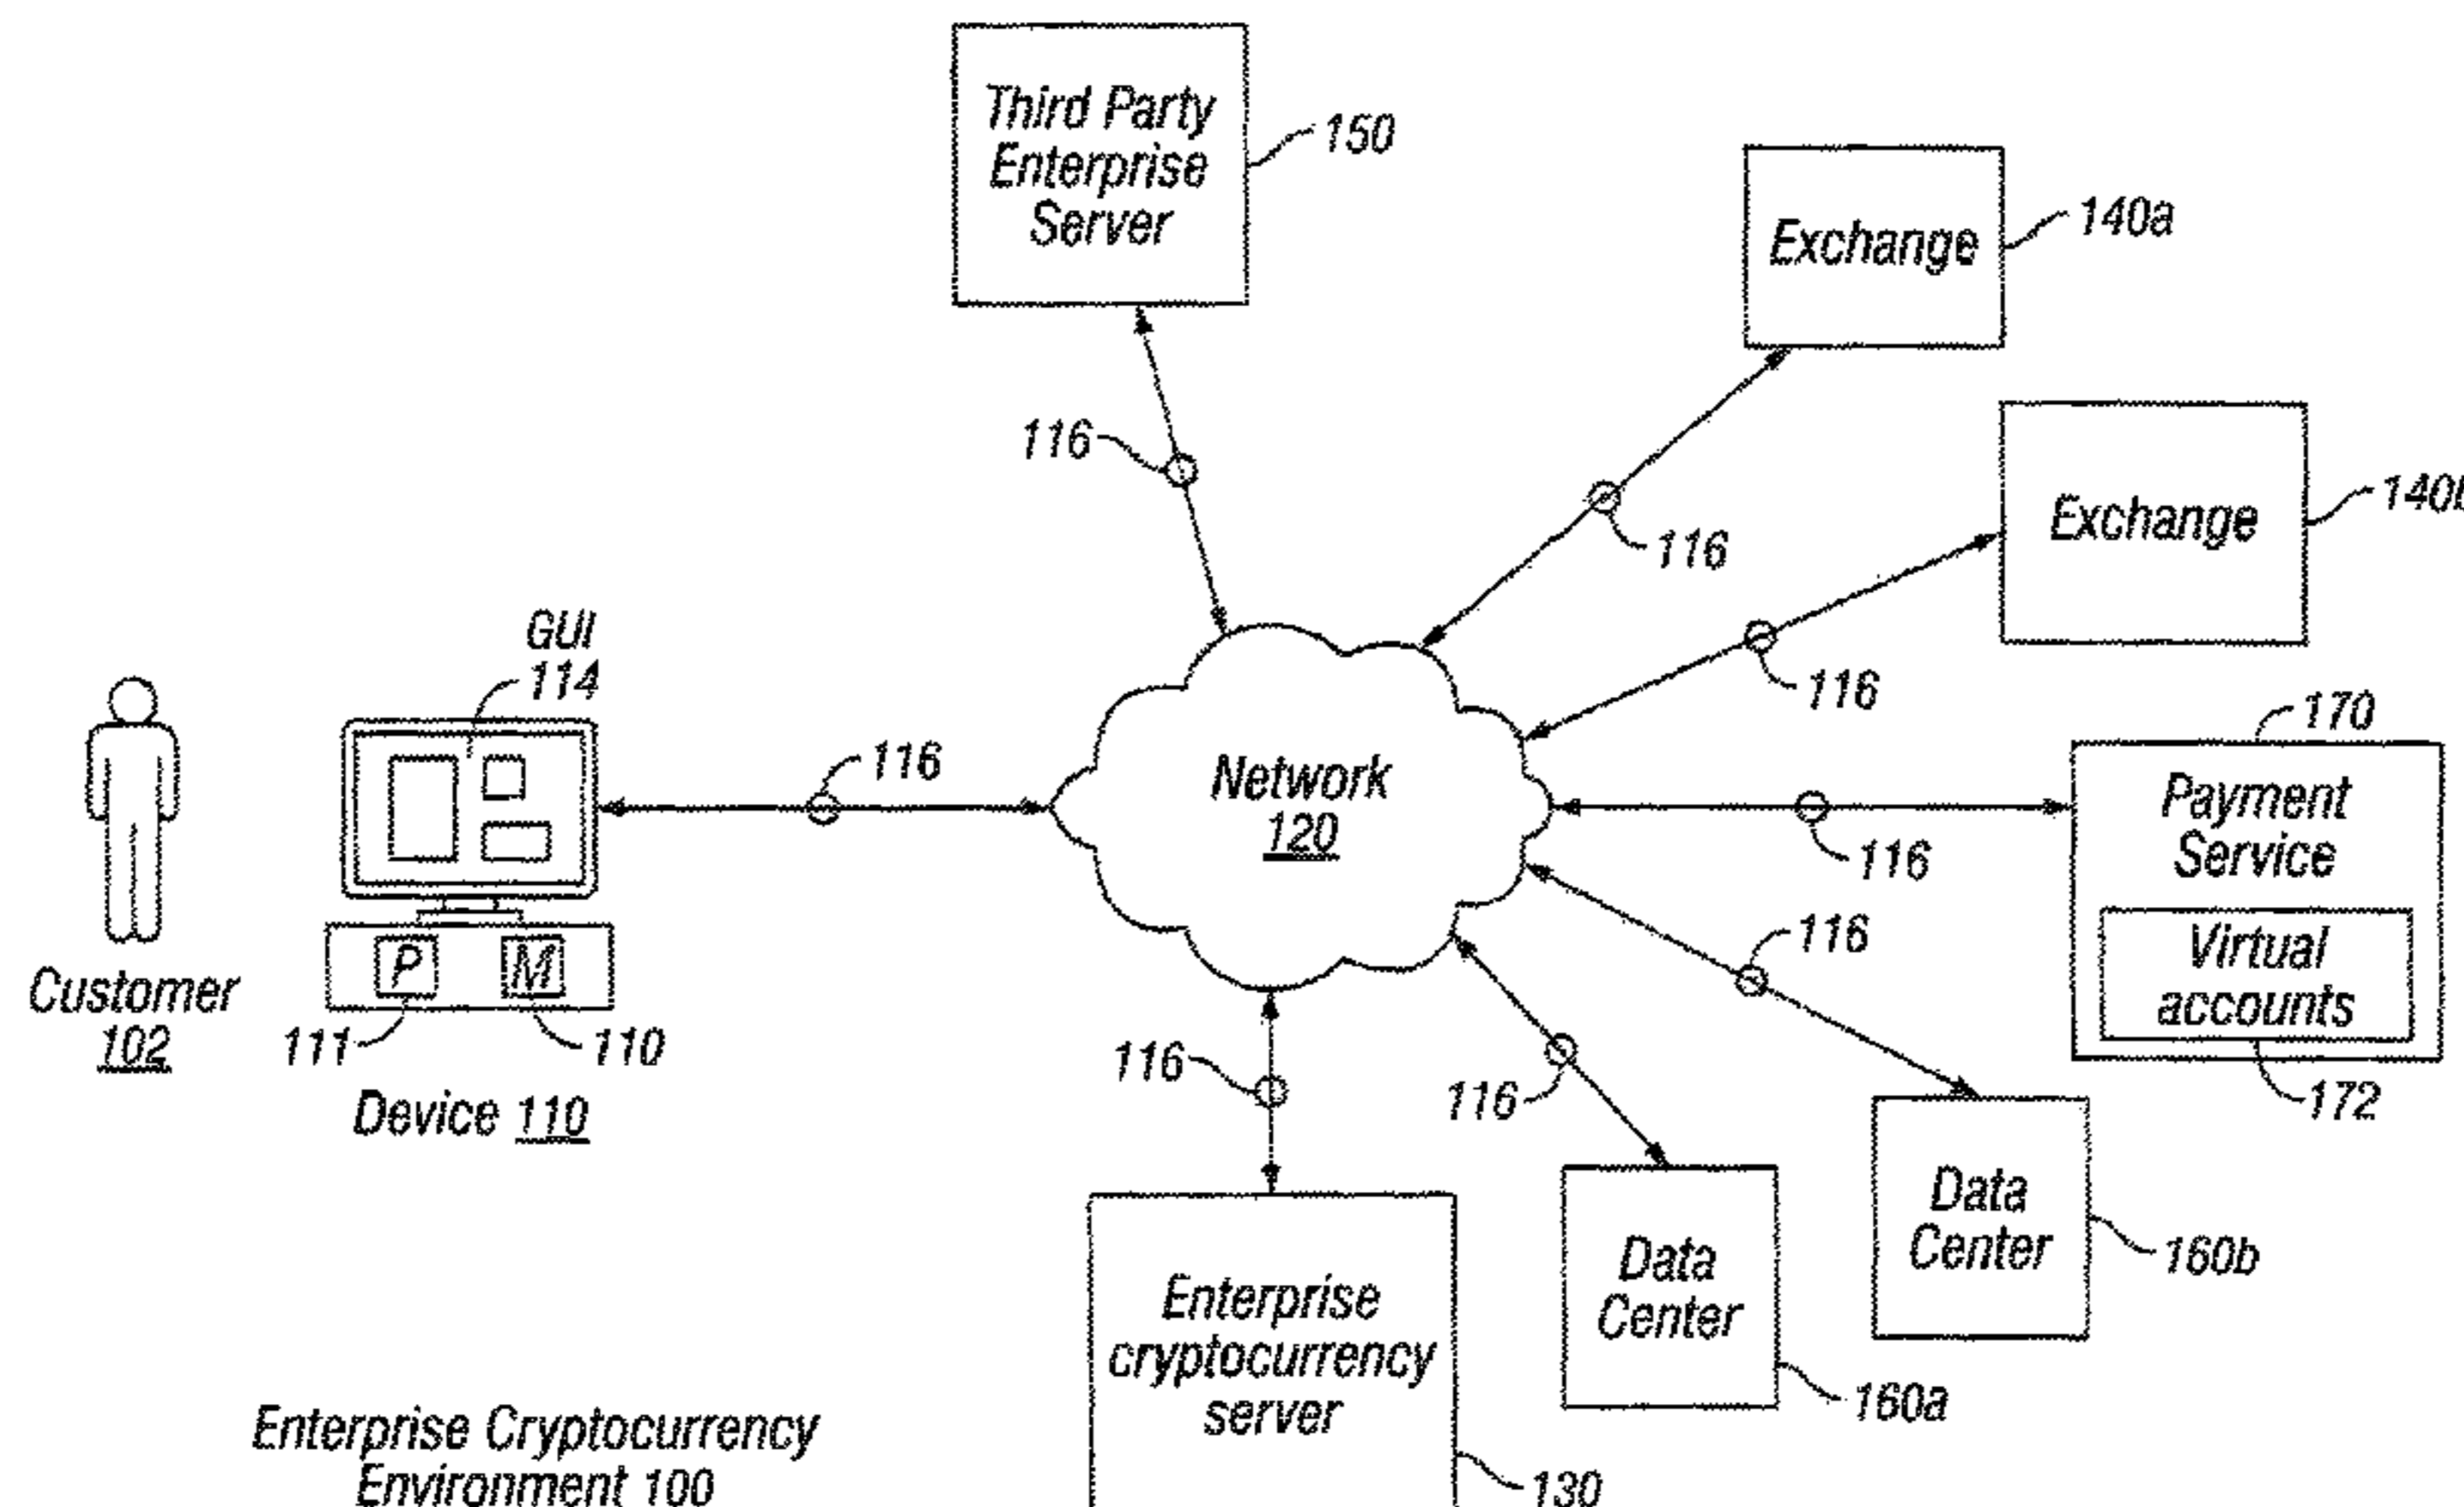 Third Party
Enterprise
Server
150
Exchange
140a
Exchange
116
116
116
GUI
114
116
Network
120
170
Payment
Service
116
Virtual
accounts
172
116
P
M
111
110
Customer
102
Device 110
116
116
Data
Center
160b
Data
Center
160a
Enterprise
cryptocurrency
server
130
Enterprise Cryptocurrency
Environment 100